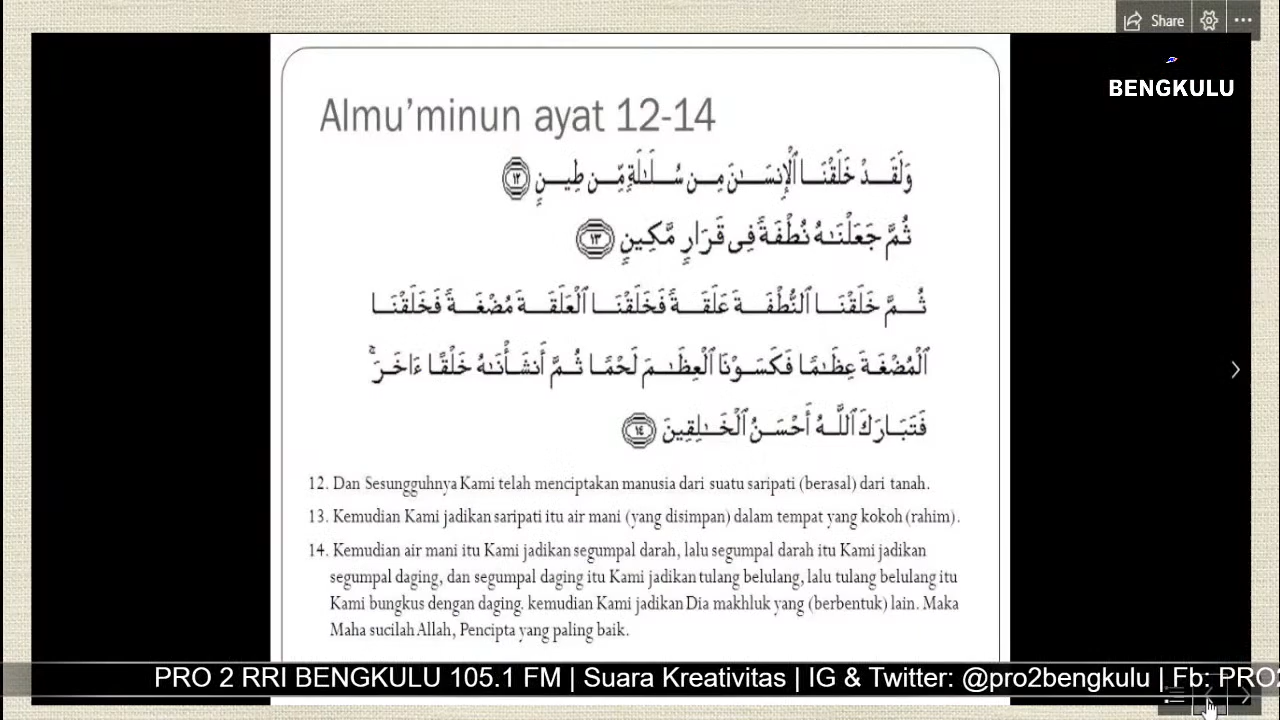 Share
BENGKULU
Almu’minun ayat 12-14
وَلَقَدْ خَلَقْنَا ٱلْإِنسَـٰنَ مِن سُلَـٰلَةٍ مِّن طِينٍ ١٢
ثُمَّ جَعَلْنَـٰهُ نُطْفَةً فِى قَرَارٍ مَّكِينٍ ١٣
ثُمَّ خَلَقْنَا ٱلنُّطْفَةَ عَلَقَةً فَخَلَقْنَا ٱلْعَلَقَةَ مُضْغَةً فَخَلَقْنَا
ٱلْمُضْغَةَ عِظَـٰمًا فَكَسَوْنَا ٱلْعِظَـٰمَ لَحْمًا ثُمَّ أَنشَأْنَـٰهُ خَلْقًا ءَاخَرَ ۚ
فَتَبَارَكَ ٱللَّهُ أَحْسَنُ ٱلْخَـٰلِقِينَ ١٤
12. Dan Sesungguhnya Kami telah menciptakan manusia dari suatu saripati (berasal) dari tanah.
13. Kemudian Kami jadikan saripati itu air mani (yang disimpan) dalam tempat yang kokoh (rahim).
14. Kemudian air mani itu Kami jadikan segumpal darah, lalu segumpal darah itu Kami jadikan
segumpal daging, dan segumpal daging itu Kami jadikan tulang belulang, lalu tulang belulang itu
Kami bungkus dengan daging. kemudian Kami jadikan Dia makhluk yang (berbentuk) lain. Maka
Maha sucilah Allah, Pencipta yang paling baik.
PRO 2 RRI BENGKULU 105.1 FM | Suara Kreativitas | IG & Twitter: @pro2bengkulu | Fb: PRO2